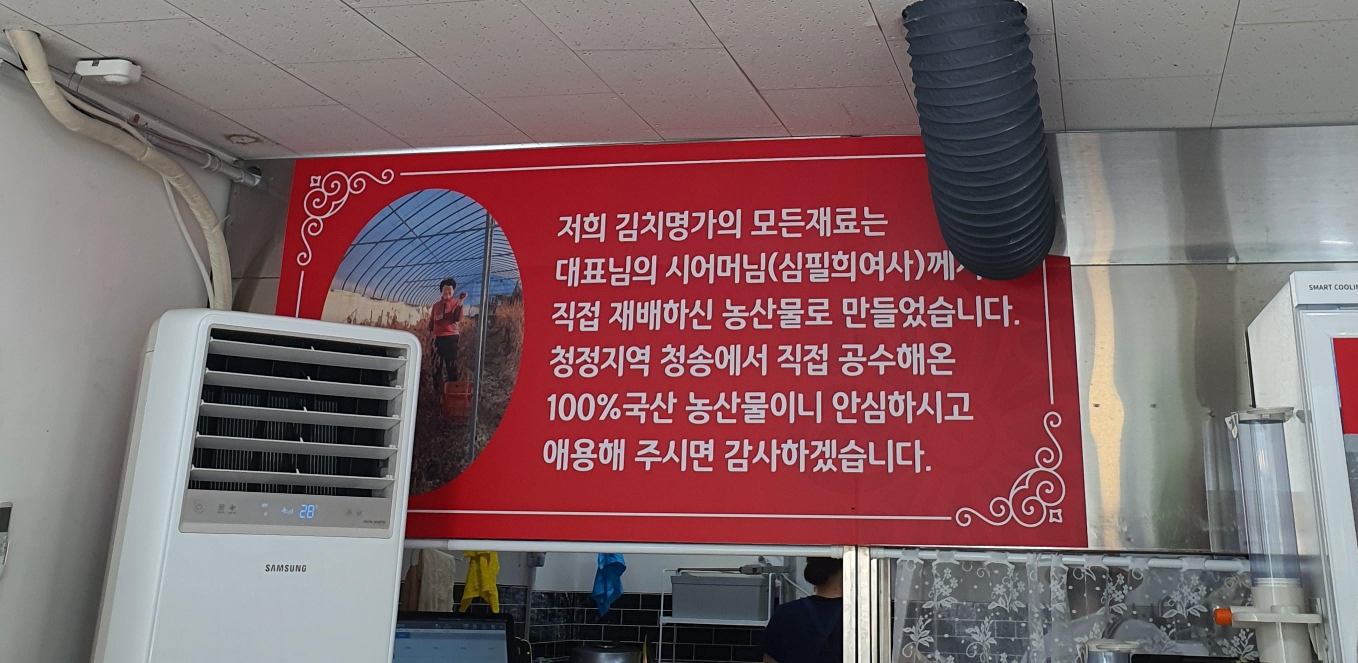 저희 김치명가의 모든재료는
대표님의 시어머님(심필희여사)께서
직접 재배하신 농산물로 만들었습니다.
청정지역 청송에서 직접 공수해온
100%국산 농산물이니 안심하시고
애용해 주시면 감사하겠습니다.
28
SAMSUNG
SMART COOLIN